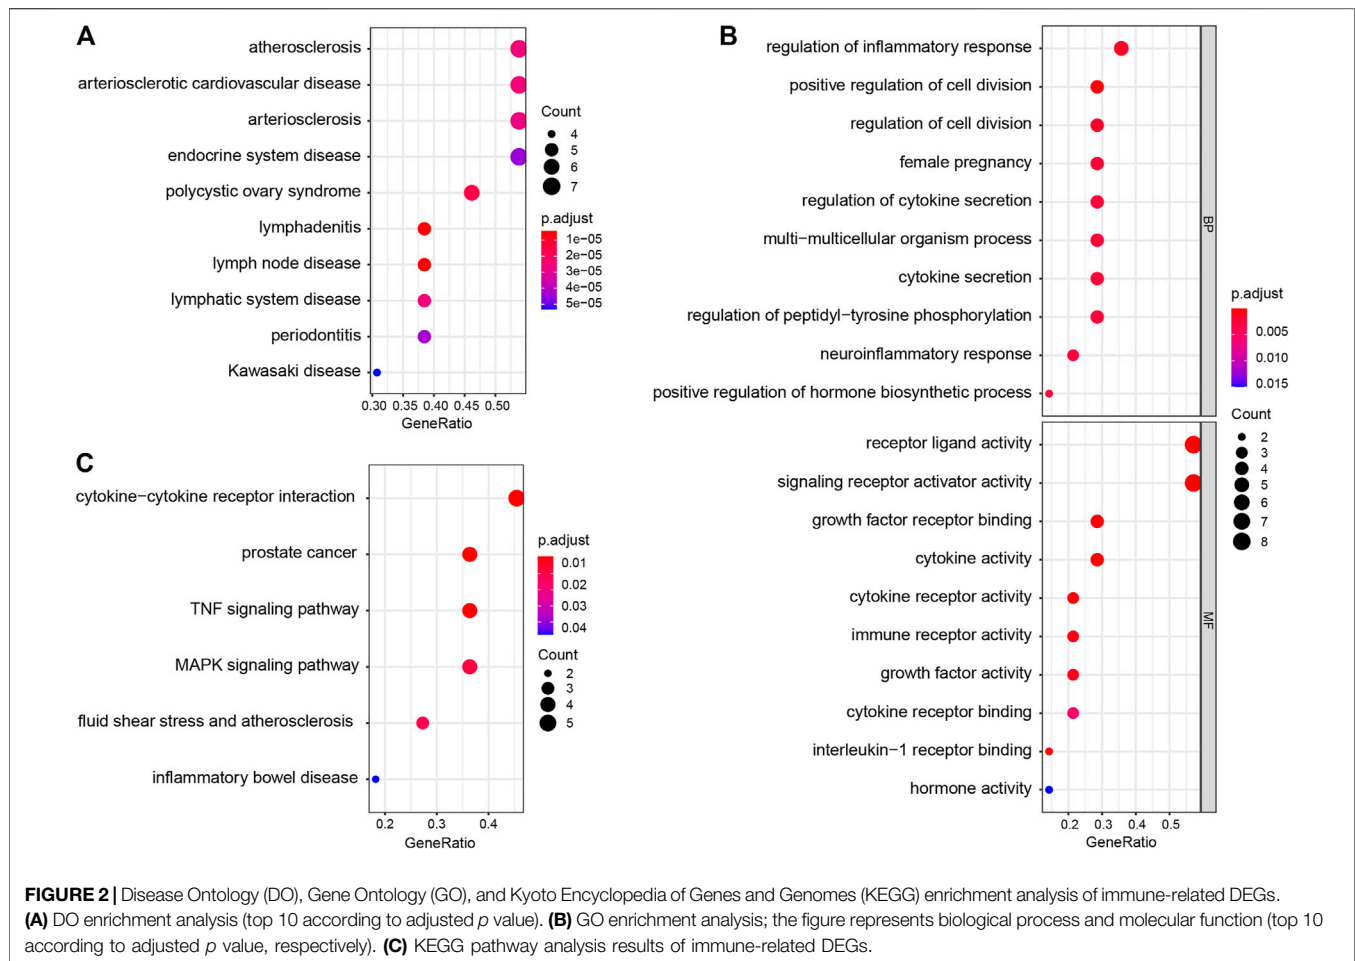 A
atherosclerosis
arteriosclerotic cardiovascular disease
arteriosclerosis
endocrine system disease
polycystic ovary syndrome
lymphadenitis
lymph node disease
lymphatic system disease
periodontitis
Kawasaki disease
0.30 0.35 0.40 0.45 0.50
GeneRatio
Count
4
5
6
7
p.adjust
1e−05
2e−05
3e−05
4e−05
5e−05
B
regulation of inflammatory response
positive regulation of cell division
regulation of cell division
female pregnancy
regulation of cytokine secretion
multi−multicellular organism process
cytokine secretion
regulation of peptidyl−tyrosine phosphorylation
neuroinflammatory response
positive regulation of hormone biosynthetic process
BP
receptor ligand activity
signaling receptor activator activity
growth factor receptor binding
cytokine activity
cytokine receptor activity
immune receptor activity
growth factor activity
cytokine receptor binding
interleukin−1 receptor binding
hormone activity
MF
0.2 0.3 0.4 0.5
GeneRatio
p.adjust
0.005
0.010
0.015
Count
2
3
4
5
6
7
8
C
cytokine−cytokine receptor interaction
prostate cancer
TNF signaling pathway
MAPK signaling pathway
fluid shear stress and atherosclerosis
inflammatory bowel disease
0.2 0.3 0.4
GeneRatio
p.adjust
0.01
0.02
0.03
0.04
Count
2
3
4
5
FIGURE 2 | Disease Ontology (DO), Gene Ontology (GO), and Kyoto Encyclopedia of Genes and Genomes (KEGG) enrichment analysis of immune-related DEGs.
(A) DO enrichment analysis (top 10 according to adjusted p value). (B) GO enrichment analysis; the figure represents biological process and molecular function (top 10
according to adjusted p value, respectively). (C) KEGG pathway analysis results of immune-related DEGs.